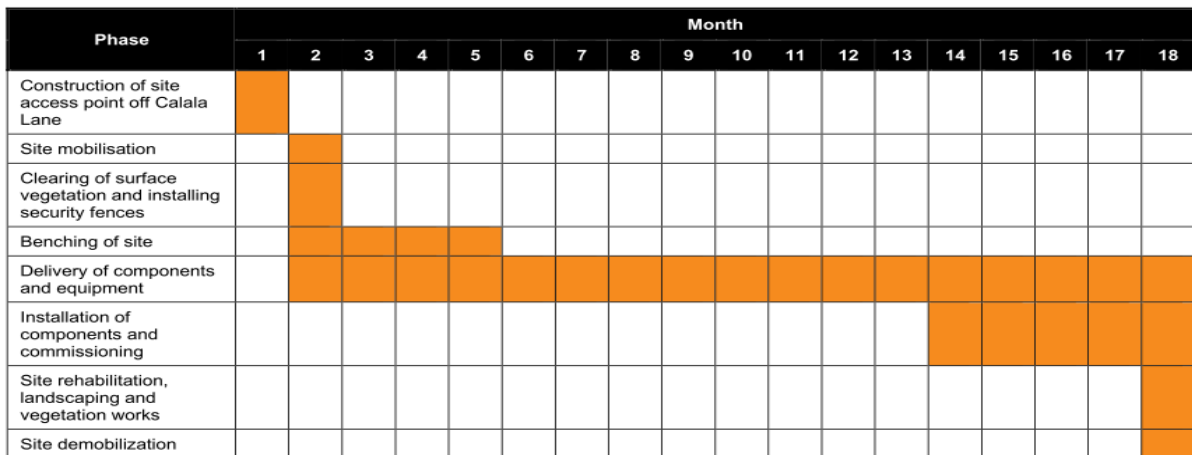 Phase
Month
1 2 3 4 5 6 7 8 9 10 11 12 13 14 15 16 17 18
Construction of site
access point off Calala
Lane
Site mobilisation
Clearing of surface
vegetation and installing
security fences
Benching of site
Delivery of components
and equipment
Installation of
components and
commissioning
Site rehabilitation,
landscaping and
vegetation works
Site demobilization